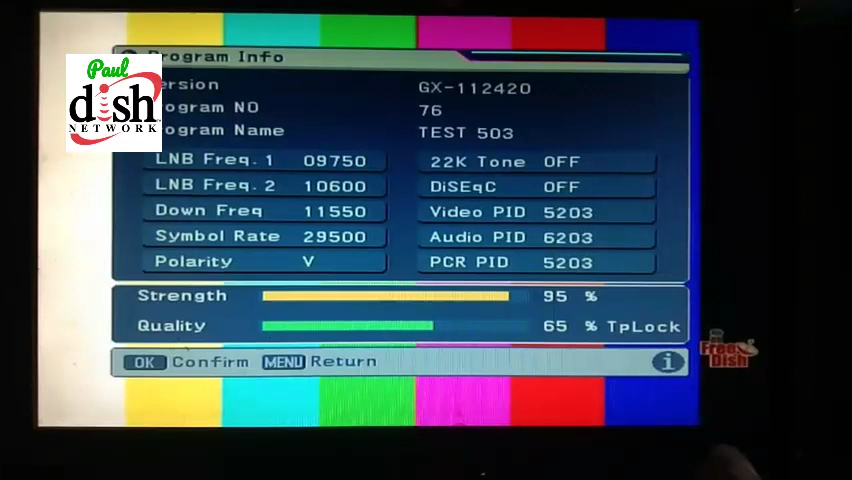 Program Info
Paul
dish
NETWORK
ersion GX-112420
ogram NO 76
ogram Name TEST 503
LNB Freq. 1 09750 22K Tone OFF
LNB Freq. 2 10600 DiSEqC OFF
Down Freq 11550 Video PID 5203
Symbol Rate 29500 Audio PID 6203
Polarity V PCR PID 5203
Strength 95 %
Quality 65 % TpLock
OK Confirm MENU Return
Free
Dish